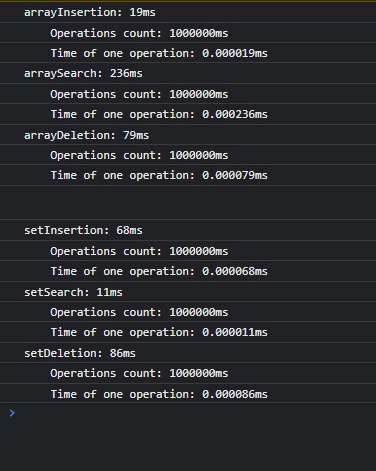 arrayInsertion: 19ms
Operations count: 1000000ms
Time of one operation: 0.000019ms
arraySearch: 236ms
Operations count: 1000000ms
Time of one operation: 0.000236ms
arrayDeletion: 79ms
Operations count: 1000000ms
Time of one operation: 0.000079ms
setInsertion: 68ms
Operations count: 1000000ms
Time of one operation: 0.000068ms
setSearch: 11ms
Operations count: 1000000ms
Time of one operation: 0.000011ms
setDeletion: 86ms
Operations count: 1000000ms
Time of one operation: 0.000086ms